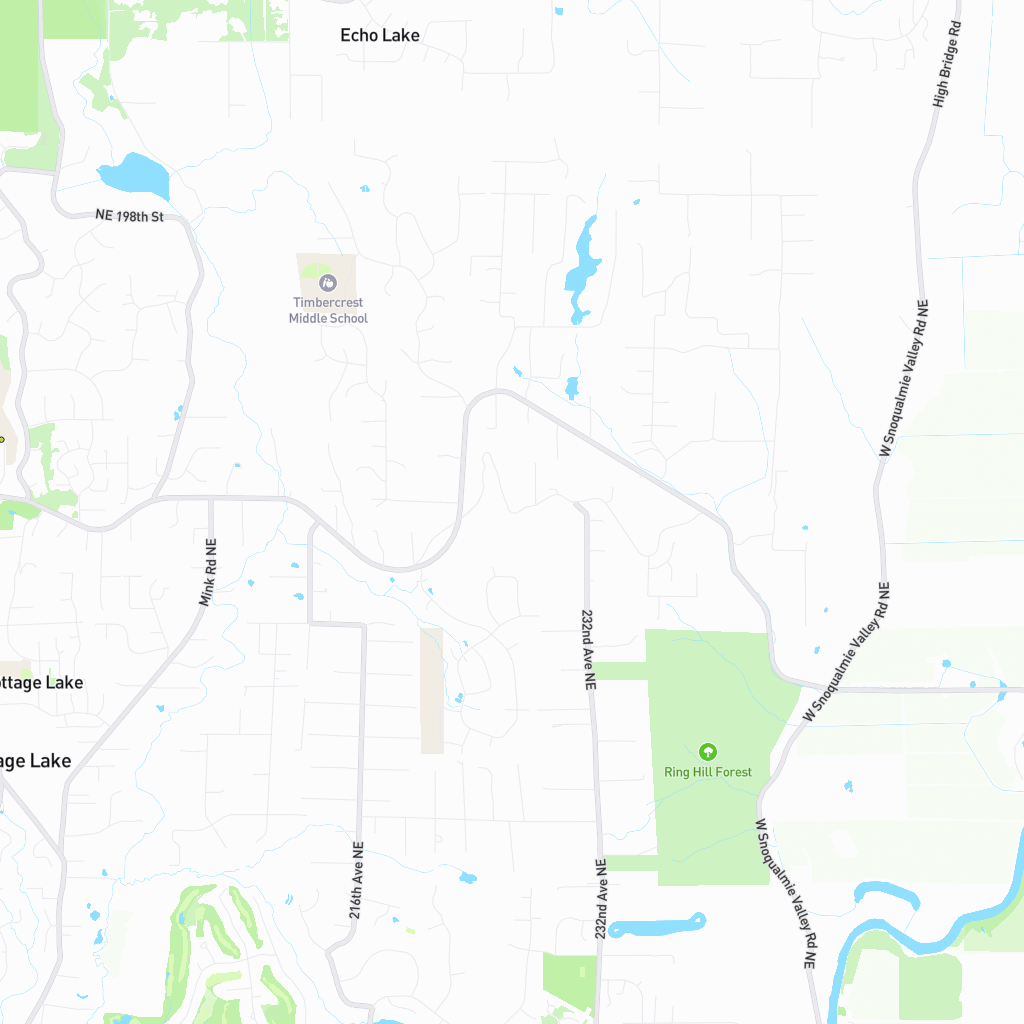 Echo Lake
High Bridge Rd
NE 198th St
Timbercrest
Middle School
W Snoqualmie Valley Rd NE
Mink Rd NE
232nd Ave NE
W Snoqualmie Valley Rd NE
ottage Lake
age Lake
Ring Hill Forest
W Snoqualmie Valley Rd NE
216th Ave NE
232nd Ave NE